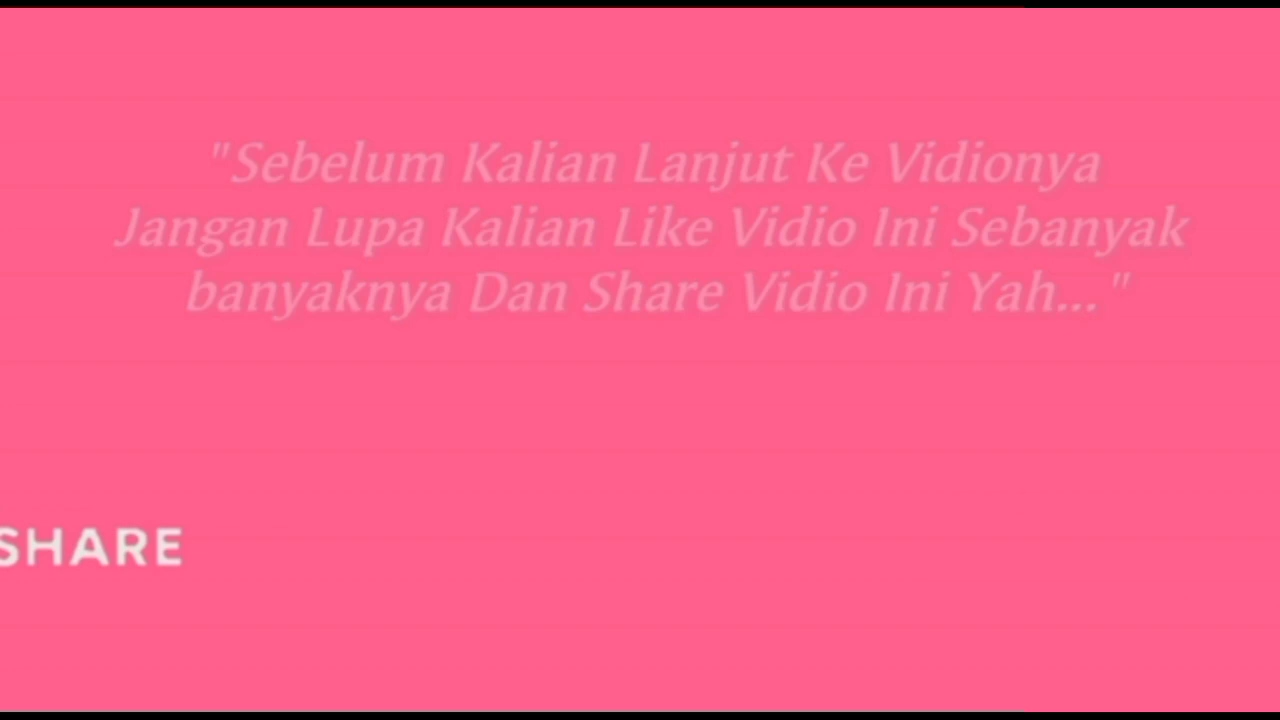 "Sebelum Kalian Lanjut Ke Vidionya
Jangan Lupa Kalian Like Vidio Ini Sebanyak
banyaknya Dan Share Vidio Ini Yah... "
SHARE